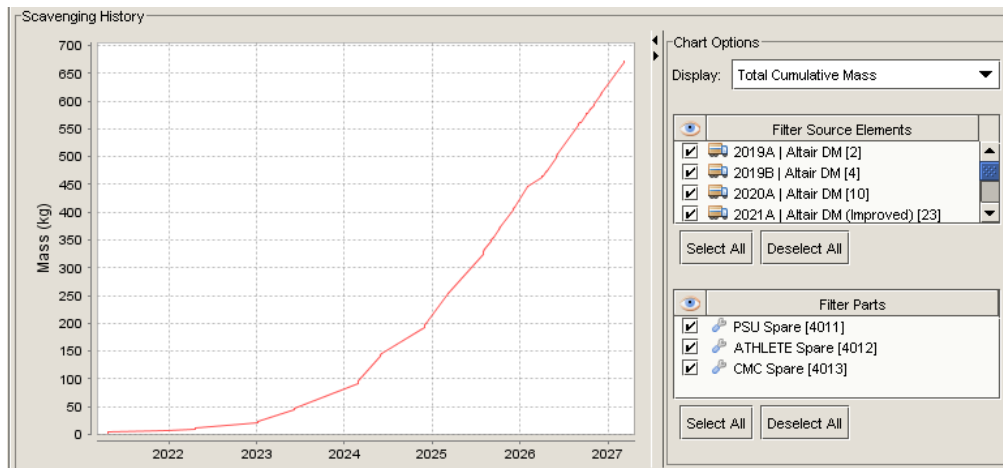 Scavenging History
700
650
600
550
500
450
400
350
300
250
200
150
100
50
0
Mass (kg)
2022 2023 2024 2025 2026 2027
Chart Options
Display: Total Cumulative Mass
Filter Source Elements
2019A | Altair DM [2]
2019B | Altair DM [4]
2020A | Altair DM [10]
2021A | Altair DM (Improved) [23]
Select All Deselect All
Filter Parts
PSU Spare [4011]
ATHLETE Spare [4012]
CMC Spare [4013]
Select All Deselect All